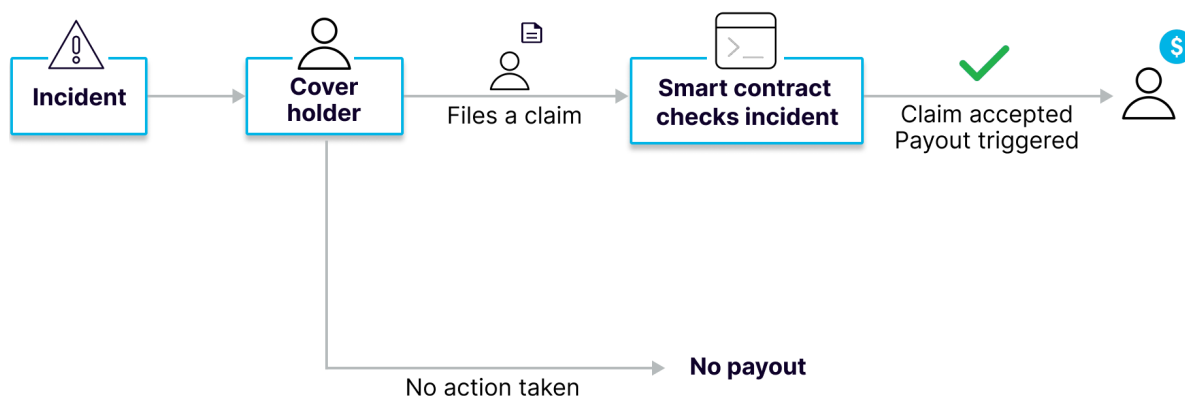 Incident
Cover
holder
Files a claim
Smart contract
checks incident
Claim accepted
Payout triggered
$
No action taken
No payout